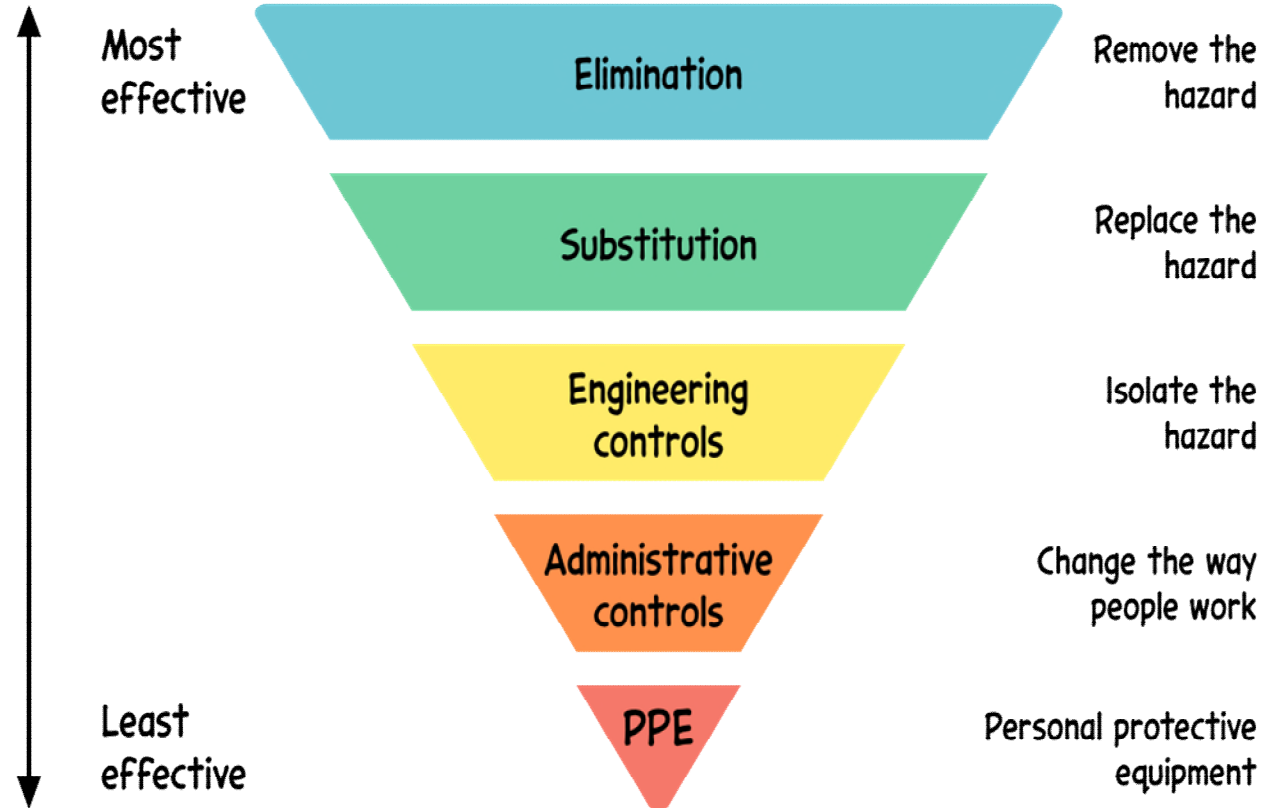 Most
effective
Elimination
Remove the
hazard
Substitution
Replace the
hazard
Engineering
controls
Isolate the
hazard
Administrative
controls
Change the way
people work
Least
effective
PPE
Personal protective
equipment